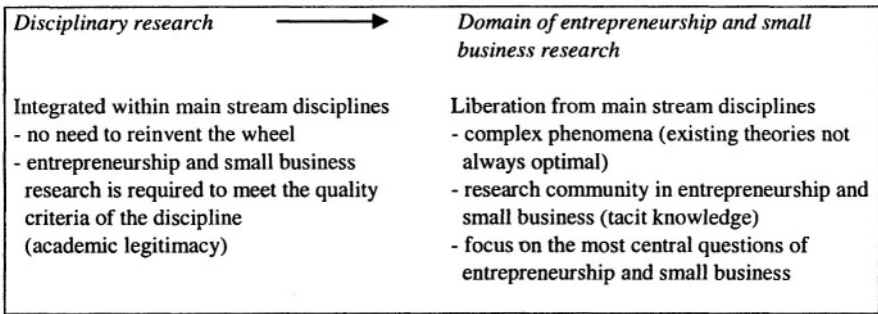 Disciplinary research
Domain of entrepreneurship and small
business research
Integrated within main stream disciplines
- no need to reinvent the wheel
- entrepreneurship and small business
research is required to meet the quality
criteria of the discipline
(academic legitimacy)
Liberation from main stream disciplines
- complex phenomena (existing theories not
always optimal)
- research community in entrepreneurship and
small business (tacit knowledge)
- focus on the most central questions of
entrepreneurship and small business